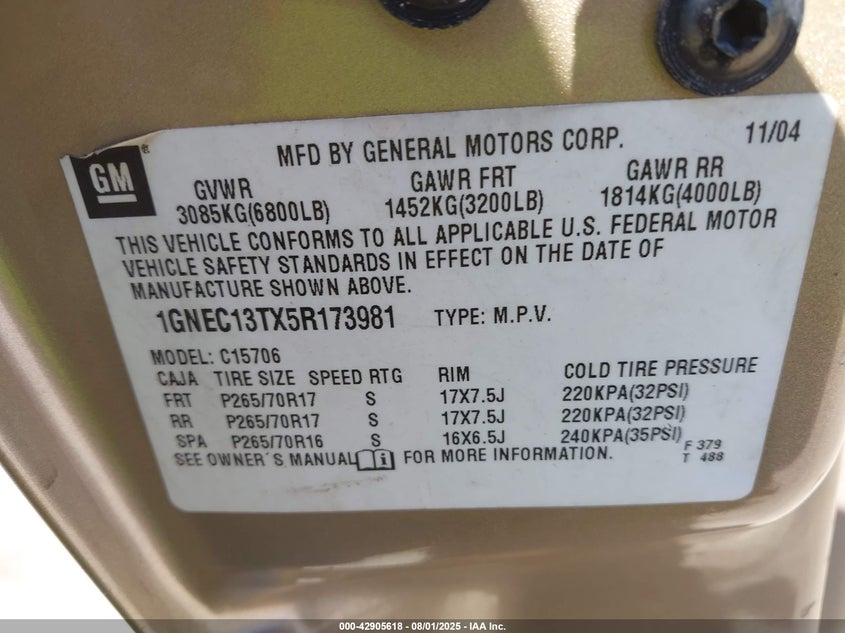 GM
®
MFD BY GENERAL MOTORS CORP. 11/04
GVWR GAWR FRT GAWR RR
3085KG(6800LB) 1452KG(3200LB) 1814KG(4000LB)
THIS VEHICLE CONFORMS TO ALL APPLICABLE U.S. FEDERAL MOTOR
VEHICLE SAFETY STANDARDS IN EFFECT ON THE DATE OF
MANUFACTURE SHOWN ABOVE.
1GNEC13TX5R173981 TYPE: M.P.V.
MODEL: C15706
CAJA TIRE SIZE SPEED RTG RIM COLD TIRE PRESSURE
FRT P265/70R17 S 17X7.5J 220KPA(32PSI)
RR P265/70R17 S 17X7.5J 220KPA(32PSI)
SPA P265/70R16 S 16X6.5J 240KPA(35PSI) F 379
SEE OWNER'S MANUAL i FOR MORE INFORMATION. T 488
000-42905618 - 08/01/2025 - IAA Inc.